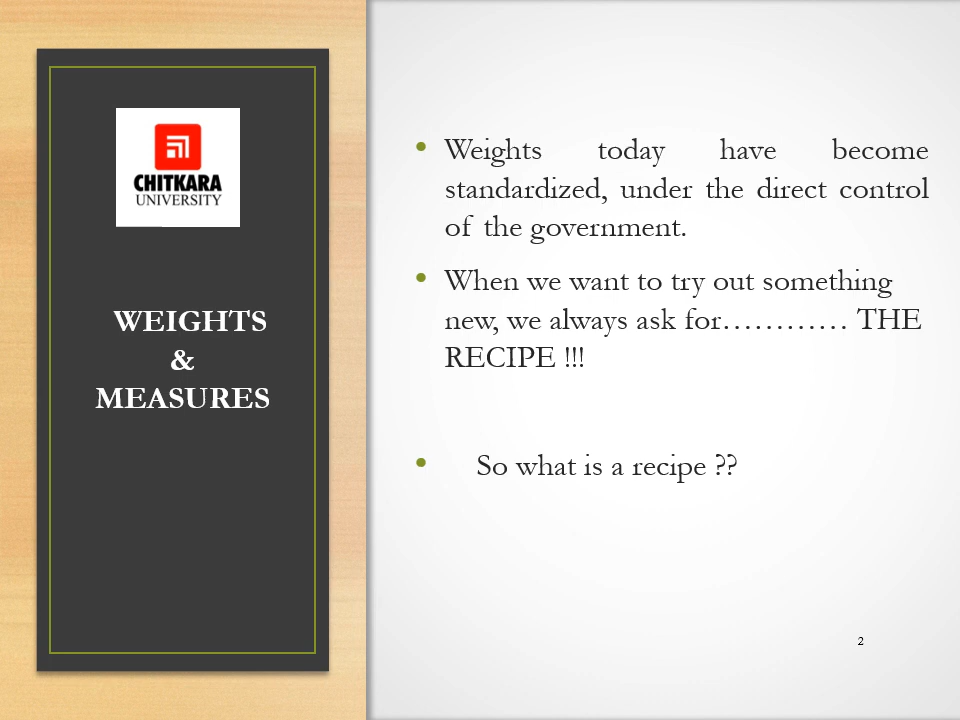 CHITKARA
UNIVERSITY
WEIGHTS
&
MEASURES
• Weights today have become
standardized, under the direct control
of the government.
• When we want to try out something
new, we always ask for………… THE
RECIPE !!!
• So what is a recipe ??
2